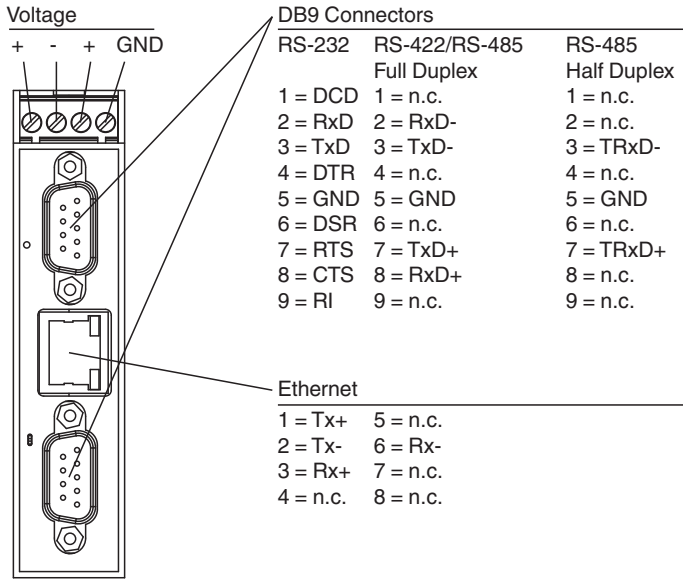 Voltage
+ - + GND
DB9 Connectors
RS-232 RS-422/RS-485 RS-485
Full Duplex Half Duplex
1 = DCD 1 = n.c. 1 = n.c.
2 = RxD 2 = RxD- 2 = n.c.
3 = TxD 3 = TxD- 3 = TRxD-
4 = DTR 4 = n.c. 4 = n.c.
5 = GND 5 = GND 5 = GND
6 = DSR 6 = n.c. 6 = n.c.
7 = RTS 7 = TxD+ 7 = TRxD+
8 = CTS 8 = RxD+ 8 = n.c.
9 = RI 9 = n.c. 9 = n.c.
Ethernet
1 = Tx+ 5 = n.c.
2 = Tx- 6 = Rx-
3 = Rx+ 7 = n.c.
4 = n.c. 8 = n.c.